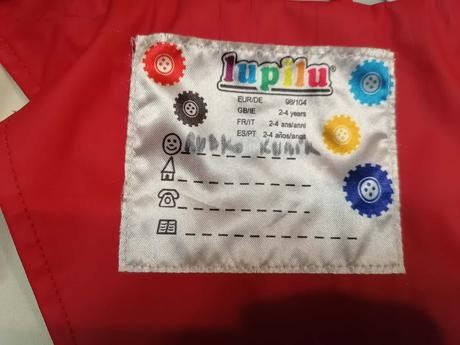 lupilu®
EUR/DE 98/104
GB/IE 2-4 years
FR/IT 2-4 ans/anni
ES/PT 2-4 años/anos